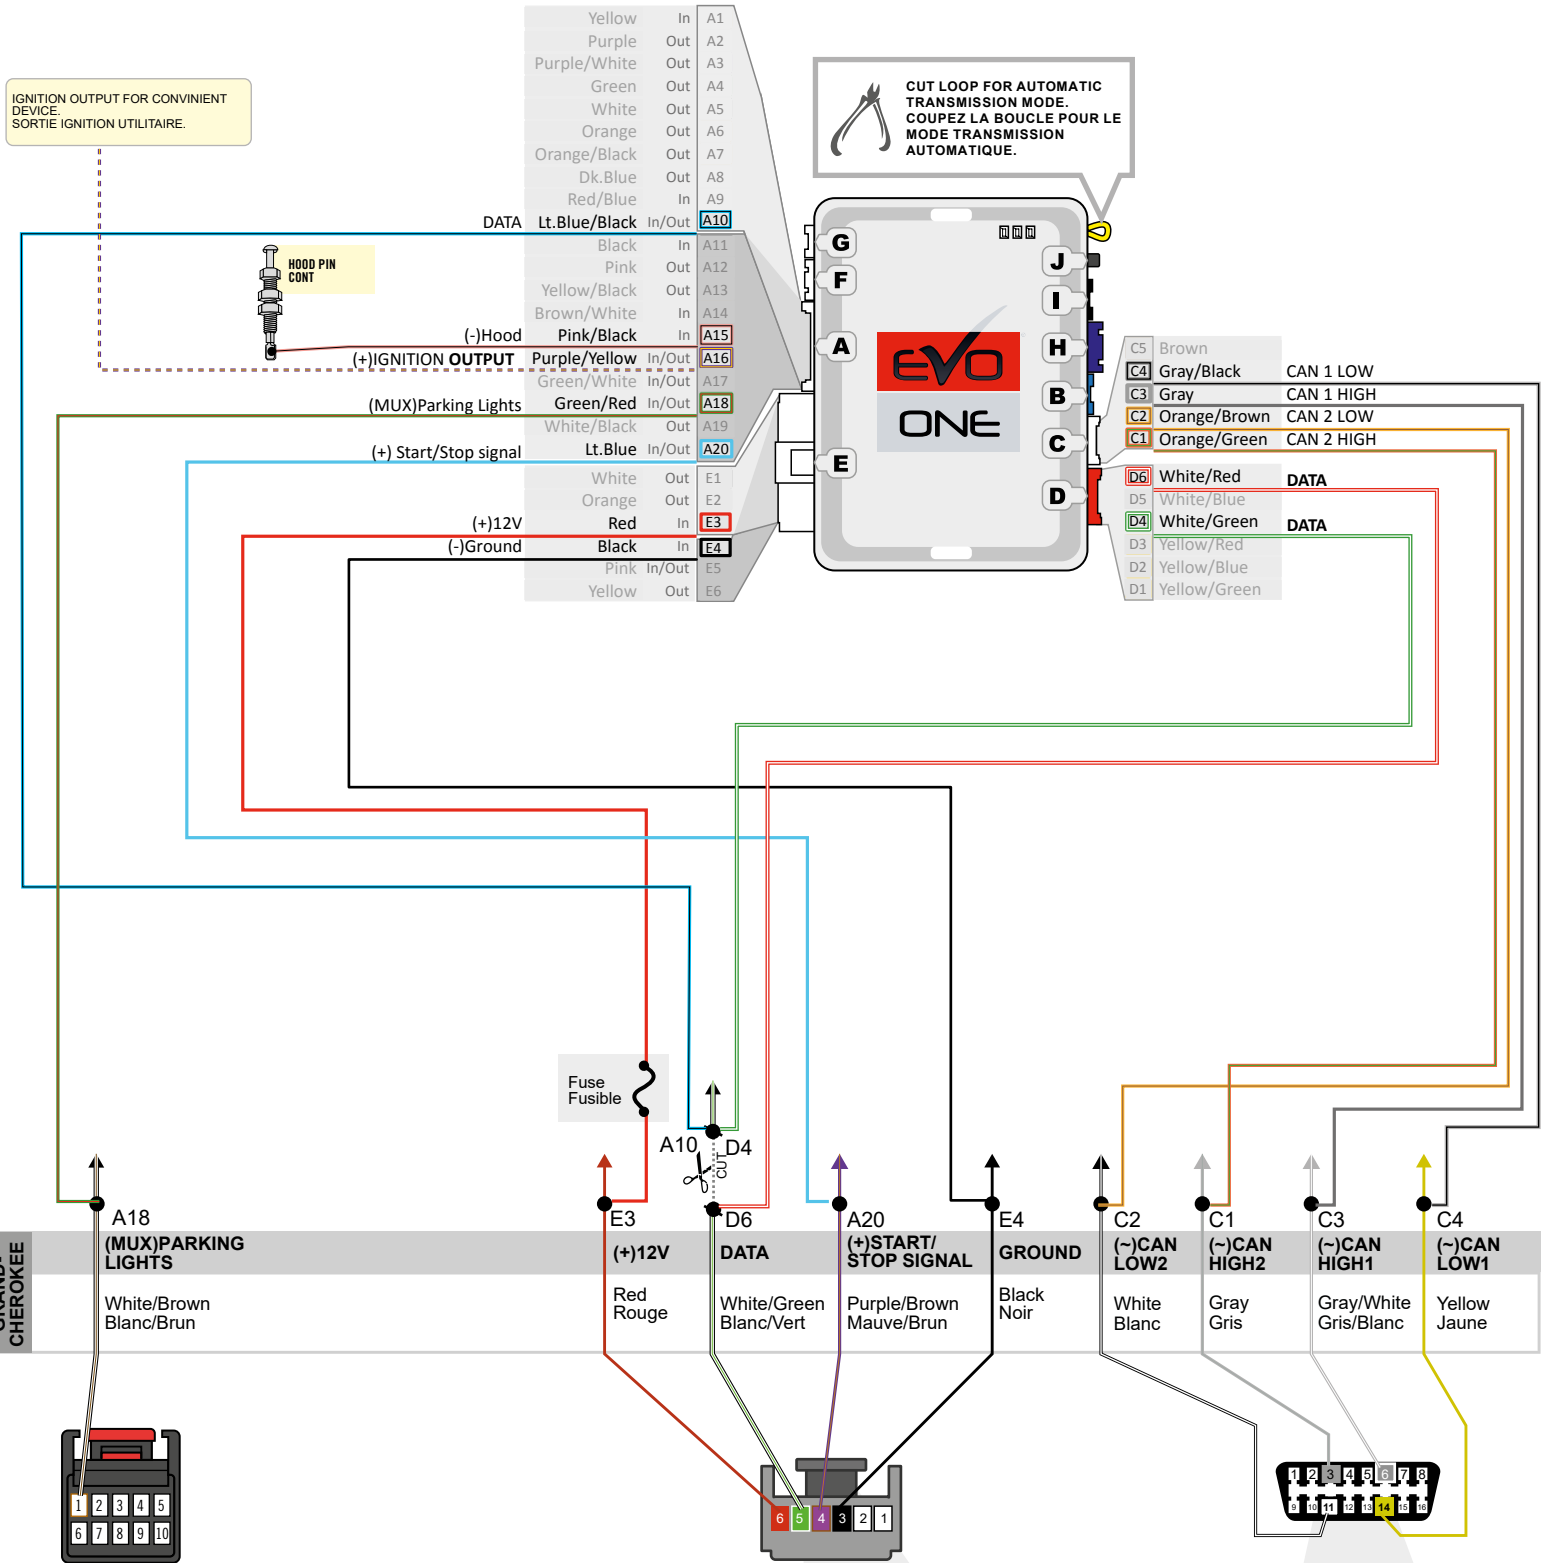 Yellow In A1
Purple Out A2
Purple/White Out A3
Green Out A4
White Out A5
Orange Out A6
Orange/Black Out A7
Dk.Blue Out A8
Red/Blue In A9
DATA Lt.Blue/Black In/Out A10
Black In A11
Pink Out A12
Yellow/Black Out A13
Brown/White In A14
(-)Hood Pink/Black In A15
(+)IGNITION OUTPUT Purple/Yellow In/Out A16
Green/White In/Out A17
(MUX)Parking Lights Green/Red In/Out A18
White/Black Out A19
(+) Start/Stop signal Lt.Blue In/Out A20
White Out E1
Orange Out E2
(+)12V Red In E3
(-)Ground Black In E4
Pink In/Out E5
Yellow Out E6
IGNITION OUTPUT FOR CONVINIENT
DEVICE.
SORTIE IGNITION UTILITAIRE.
HOOD PIN
CONT
CUT LOOP FOR AUTOMATIC
TRANSMISSION MODE.
COUPEZ LA BOUCLE POUR LE
MODE TRANSMISSION
AUTOMATIQUE.
G
F
A
E
J
I
H
B
C
D
EVO
ONE
C5 Brown
C4 Gray/Black CAN 1 LOW
C3 Gray CAN 1 HIGH
C2 Orange/Brown CAN 2 LOW
C1 Orange/Green CAN 2 HIGH
D6 White/Red DATA
D5 White/Blue
D4 White/Green DATA
D3 Yellow/Red
D2 Yellow/Blue
D1 Yellow/Green
Fuse
Fusible
A10 D4
CUT
A18 E3 D6 A20 E4 C2 C1 C3 C4
CHEROKEE
(MUX)PARKING
LIGHTS
(+)12V
DATA
(+)START/
STOP SIGNAL
GROUND
(~)CAN
LOW2
(~)CAN
HIGH2
(~)CAN
HIGH1
(~)CAN
LOW1
White/Brown
Blanc/Brun
Red
Rouge
White/Green
Blanc/Vert
Purple/Brown
Mauve/Brun
Black
Noir
White
Blanc
Gray
Gris
Gray/White
Gris/Blanc
Yellow
Jaune
1 2 3 4 5
6 7 8 9 10
6 5 4 3 2 1
1 2 3 4 5 6 7 8
9 10 11 12 13 14 15 16